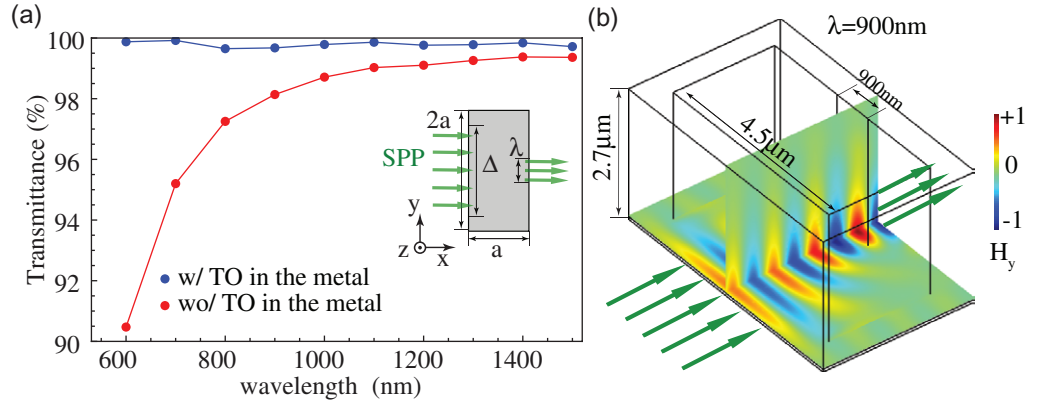 (a)
Transmittance (%)
100
98
96
94
92
90
600
800
1000
1200
1400
wavelength (nm)
w/ TO in the metal
wo/ TO in the metal
2a
SPP
Δ
λ
y
z
x
a
(b)
λ=900nm
900nm
4.5μm
2.7μm
+1
0
-1
Hy